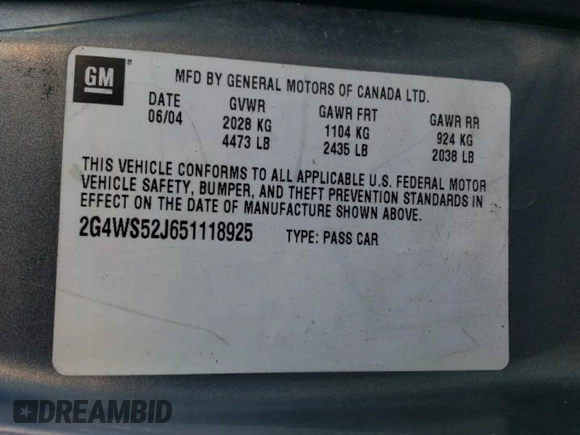 GM
MFD BY GENERAL MOTORS OF CANADA LTD.
DATE GVWR GAWR FRT GAWR RR
06/04 2028 KG 1104 KG 924 KG
4473 LB 2435 LB 2038 LB
THIS VEHICLE CONFORMS TO ALL APPLICABLE U.S. FEDERAL MOTOR
VEHICLE SAFETY, BUMPER, AND THEFT PREVENTION STANDARDS IN
EFFECT ON THE DATE OF MANUFACTURE SHOWN ABOVE.
2G4WS52J651118925 TYPE: PASS CAR
DREAMBID